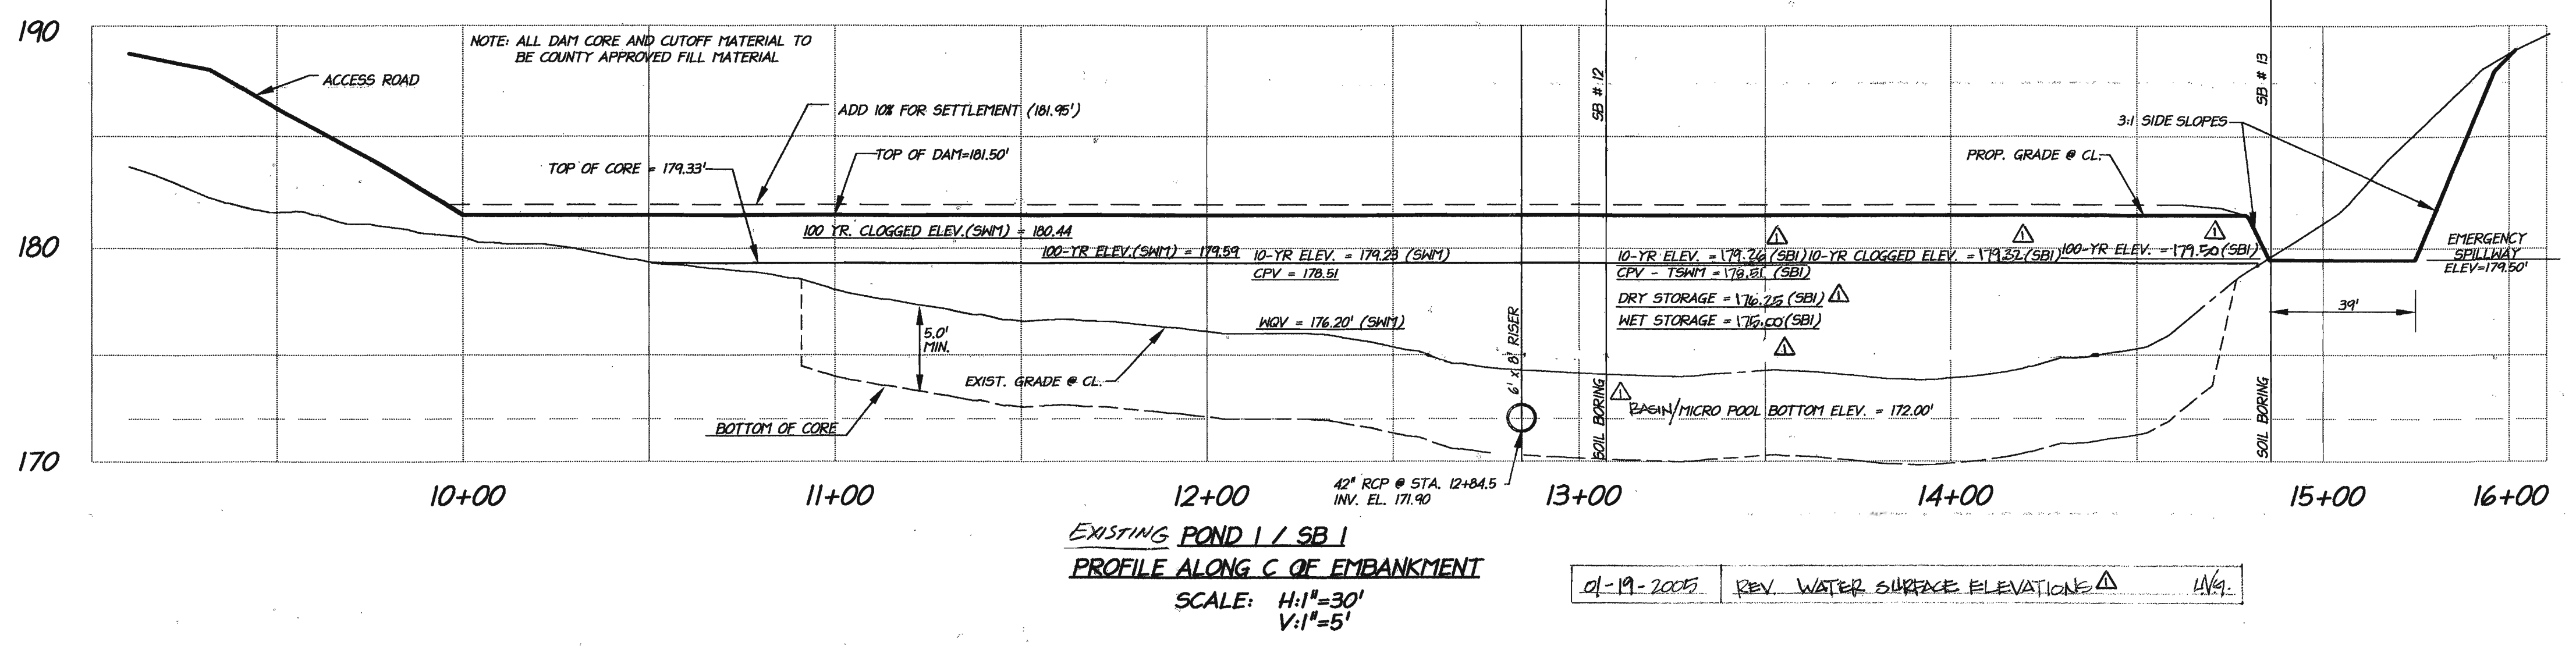 190
NOTE: ALL DAM CORE AND CUTOFF MATERIAL TO
BE COUNTY APPROVED FILL MATERIAL
ACCESS ROAD
ADD 10% FOR SETTLEMENT (181.95')
TOP OF DAM=181.50'
TOP OF CORE = 179.33'
SB # 12
SB # 13
3:1 SIDE SLOPES
PROP. GRADE @ CL.
180
100 YR. CLOGGED ELEV.(SWM) = 180.44
100-YR ELEV.(SWM) = 179.59
10-YR ELEV. = 179.23 (SWM)
CPV = 178.51
1
1
1
10-YR ELEV. = 179.26 (SBI)
10-YR CLOGGED ELEV. = 179.32(SBI)
100-YR ELEV. = 179.50 (SBI)
CPV - TSWM = 178.51 (SBI)
EMERGENCY
SPILLWAY
ELEV=179.50'
DRY STORAGE = 176.25 (SBI) 1
WQV = 176.20' (SWM)
WET STORAGE = 175.00(SBI)
1
39'
5.0'
MIN.
EXIST. GRADE @ CL.
6' x 8' RISER
SOIL BORING
SOIL BORING
1
BASIN/MICRO POOL BOTTOM ELEV. = 172.00'
BOTTOM OF CORE
170
42" RCP @ STA. 12+84.5
INV. EL. 171.90
10+00
11+00
12+00
13+00
14+00
15+00
16+00
EXISTING POND 1 / SB 1
PROFILE ALONG C OF EMBANKMENT
SCALE: H:1"=30'
V:1"=5'
01-19-2005 REV. WATER SURFACE ELEVATIONS 1